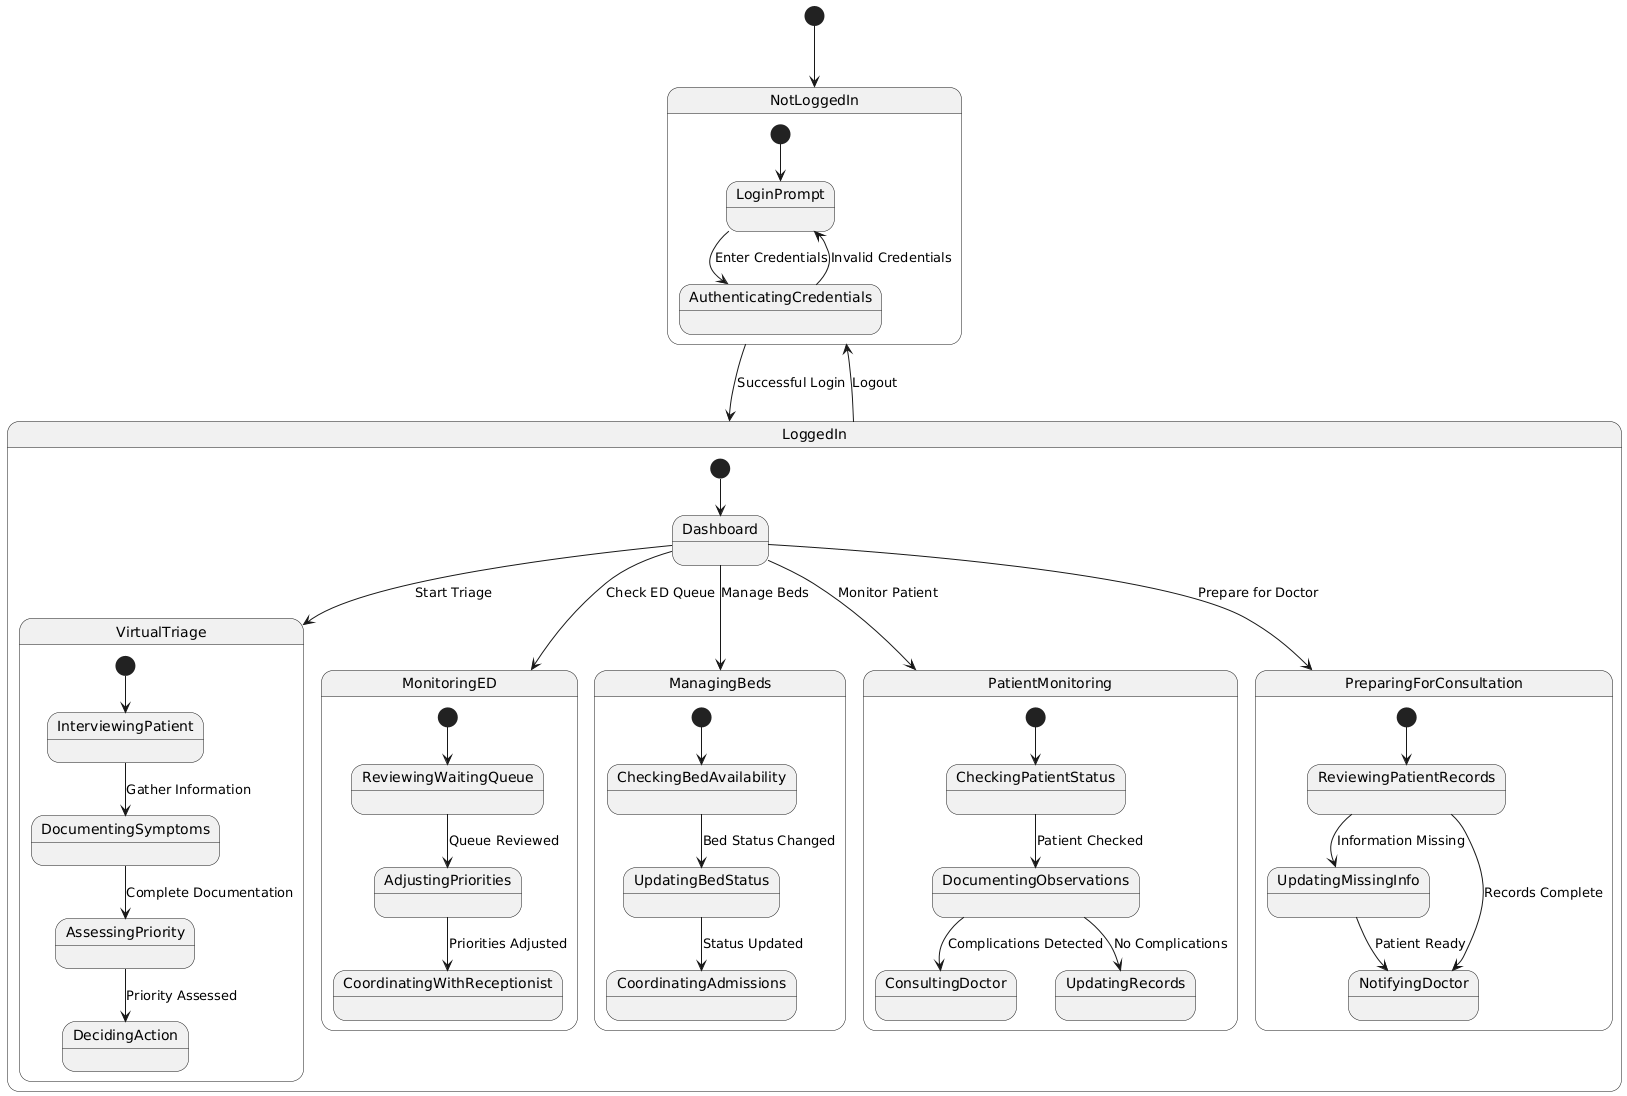 NotLoggedIn
LoginPrompt
Enter Credentials
Invalid Credentials
AuthenticatingCredentials
Successful Login
Logout
LoggedIn
Dashboard
Start Triage
Check ED Queue
Manage Beds
Monitor Patient
Prepare for Doctor
VirtualTriage
InterviewingPatient
Gather Information
DocumentingSymptoms
Complete Documentation
AssessingPriority
Priority Assessed
DecidingAction
MonitoringED
ReviewingWaitingQueue
Queue Reviewed
AdjustingPriorities
Priorities Adjusted
CoordinatingWithReceptionist
ManagingBeds
CheckingBedAvailability
Bed Status Changed
UpdatingBedStatus
Status Updated
CoordinatingAdmissions
PatientMonitoring
CheckingPatientStatus
Patient Checked
DocumentingObservations
Complications Detected
No Complications
ConsultingDoctor
UpdatingRecords
PreparingForConsultation
ReviewingPatientRecords
Information Missing
UpdatingMissingInfo
Records Complete
Patient Ready
NotifyingDoctor